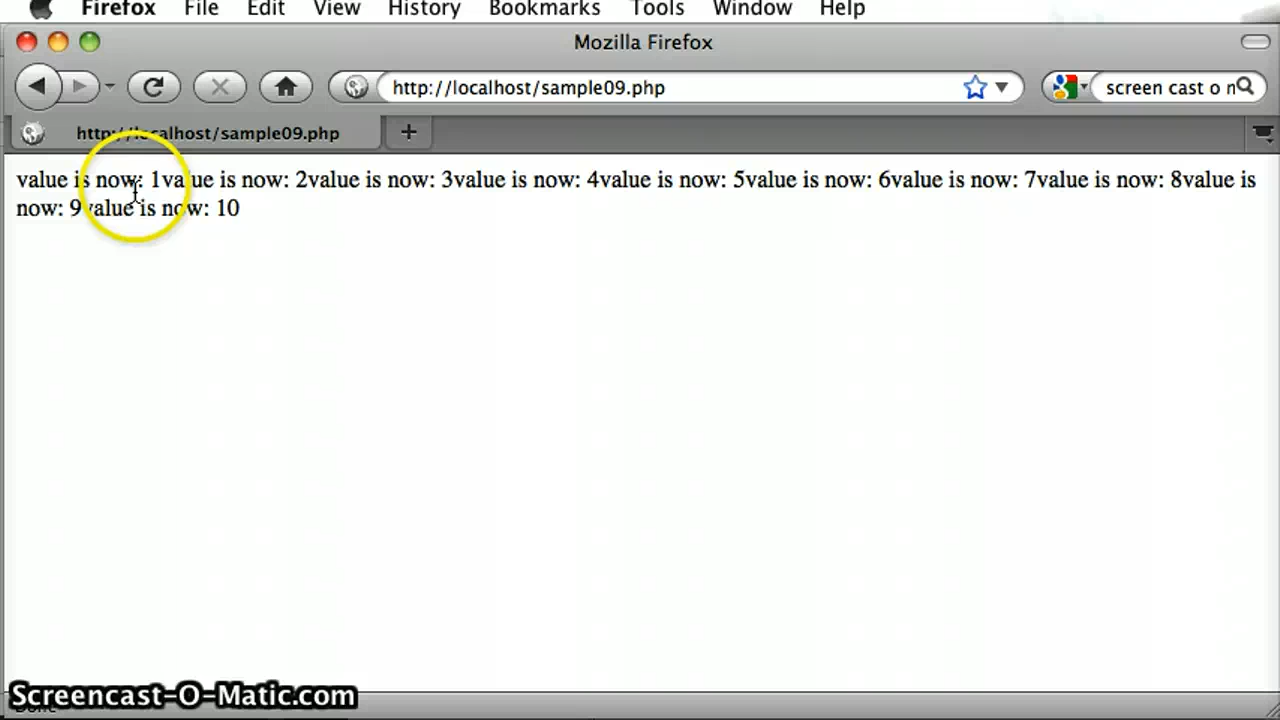 Firefox File Edit View History Bookmarks Tools Window Help
Mozilla Firefox
http://localhost/sample09.php
screen cast o n
http://localhost/sample09.php
value is now: 1value is now: 2value is now: 3value is now: 4value is now: 5value is now: 6value is now: 7value is now: 8value is
now: 9value is now: 10
Screencast-O-Matic.com
Done